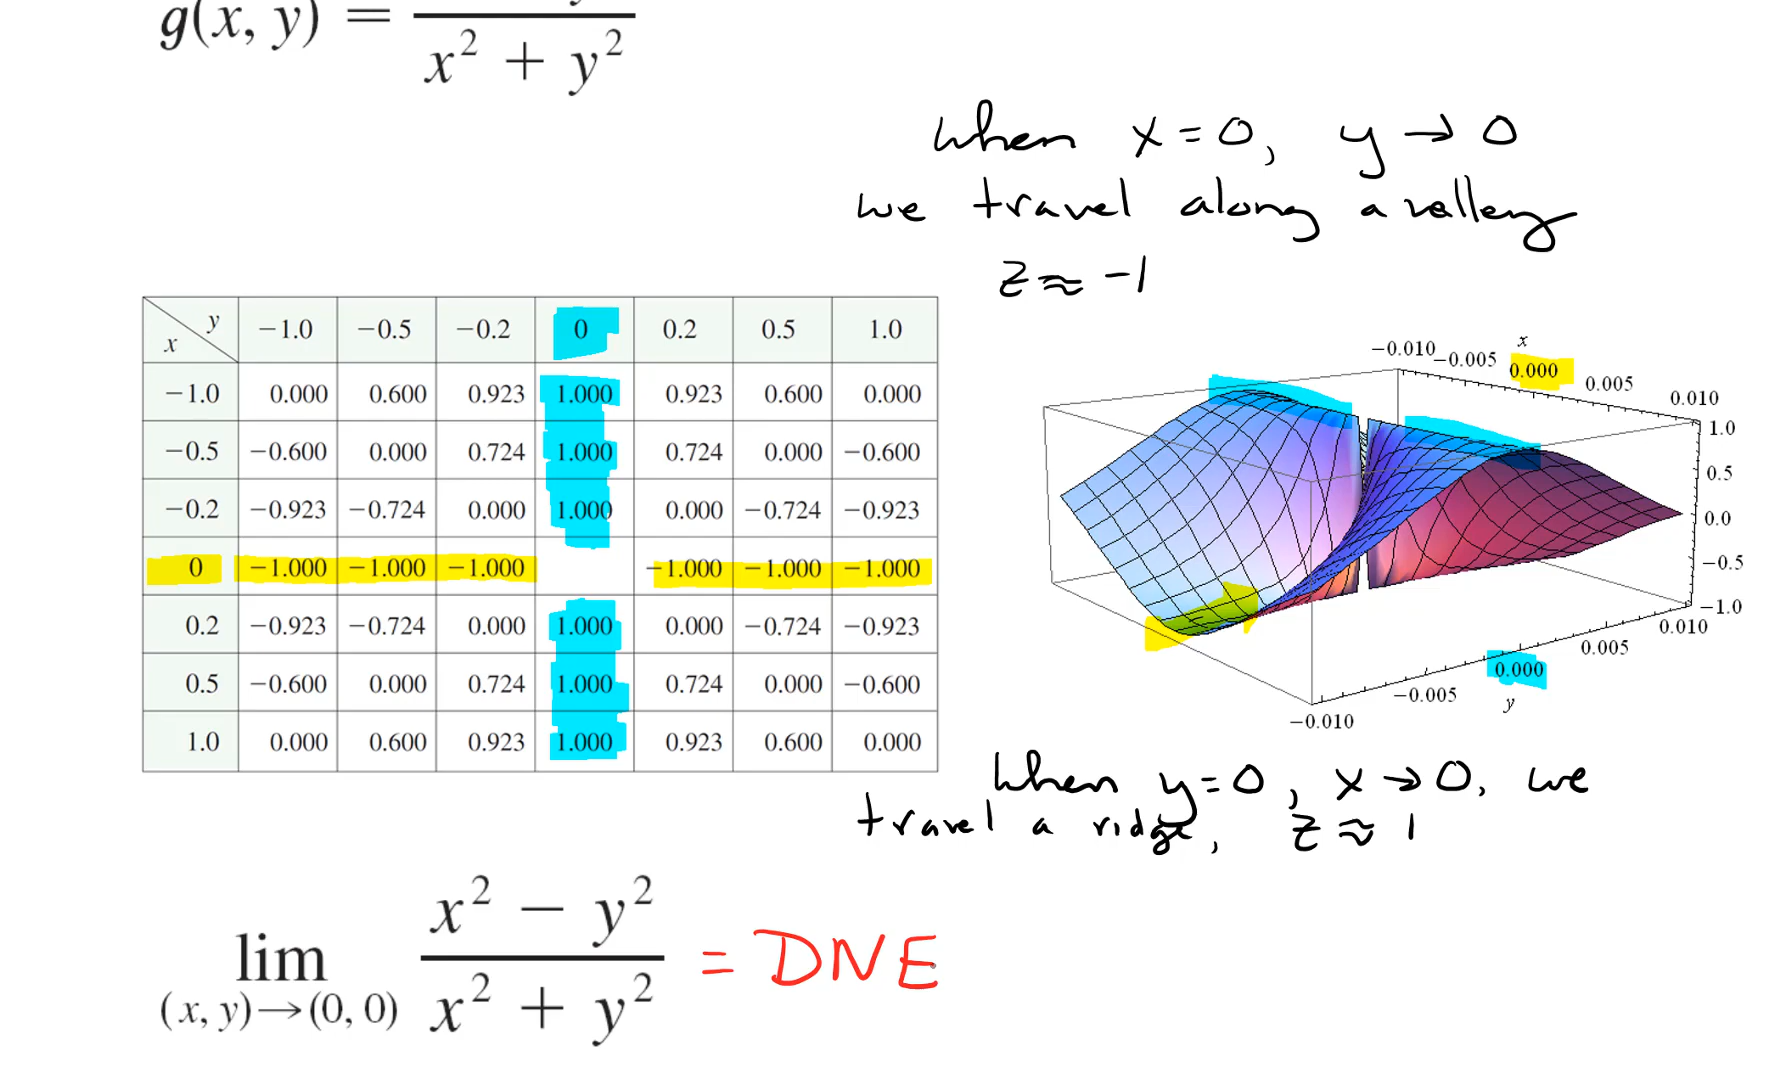 g(x, y) = x² + y²
when x = 0, y → 0
we travel along a valley
z ≈ -1
y
x
−1.0 −0.5 −0.2 0 0.2 0.5 1.0
−1.0 0.000 0.600 0.923 1.000 0.923 0.600 0.000
−0.5 −0.600 0.000 0.724 1.000 0.724 0.000 −0.600
−0.2 −0.923 −0.724 0.000 1.000 0.000 −0.724 −0.923
0 −1.000 −1.000 −1.000 −1.000 −1.000 −1.000
0.2 −0.923 −0.724 0.000 1.000 0.000 −0.724 −0.923
0.5 −0.600 0.000 0.724 1.000 0.724 0.000 −0.600
1.0 0.000 0.600 0.923 1.000 0.923 0.600 0.000
x
−0.010 −0.005 0.000 0.005 0.010
1.0
0.5
0.0
−0.5
−1.0
0.010
0.005
0.000
−0.005
−0.010
y
when y = 0, x → 0, we
travel a ridge, z ≈ 1
lim (x, y)→(0, 0) (x² − y²)/(x² + y²) = DNE